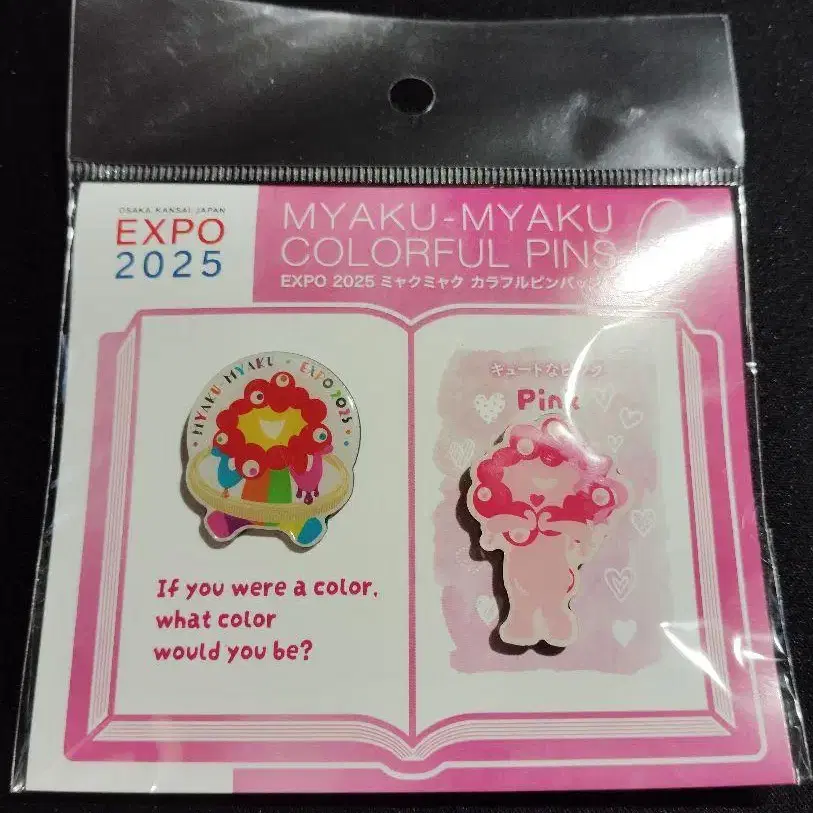 OSAKA, KANSAI, JAPAN
EXPO
2025
MYAKU-MYAKU
COLORFUL PINS
EXPO 2025 ミャクミャク カラフルピンバッジ
MYAKU-MYAKU • EXPO 2025 •
キュートなピンク
Pink
If you were a color,
what color
would you be?